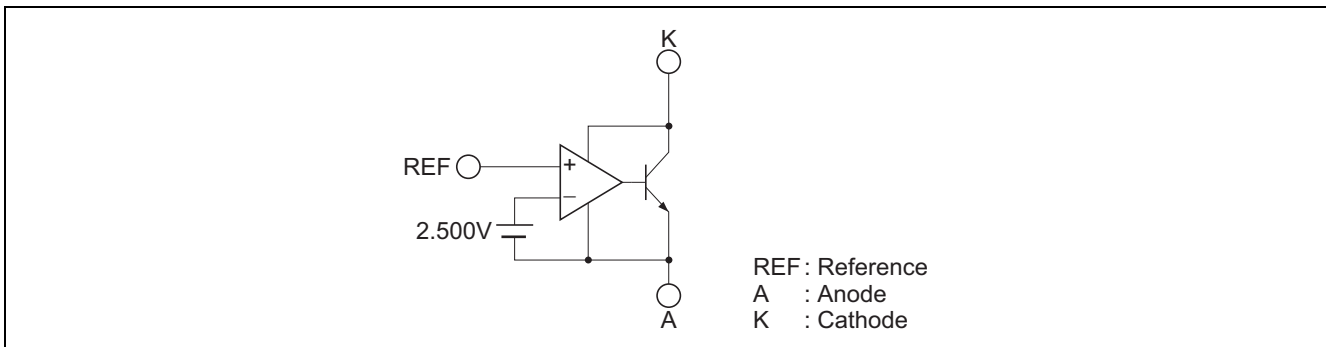 K
REF
+
−
2.500V
A
REF : Reference
A : Anode
K : Cathode